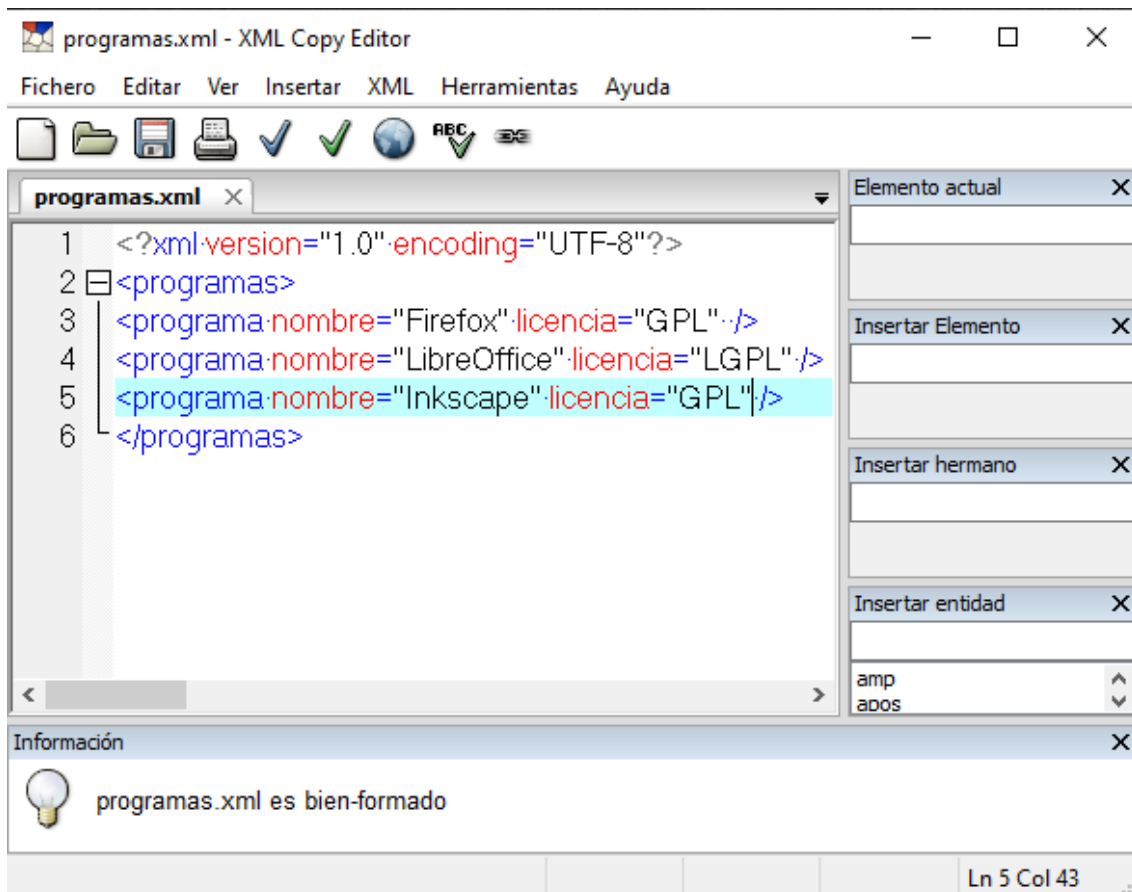 programas.xml - XML Copy Editor
Fichero Editar Ver Insertar XML Herramientas Ayuda
ABC
programas.xml
1 <?xml version="1.0" encoding="UTF-8"?>
2 <programas>
3 <programa nombre="Firefox" licencia="GPL"  />
4 <programa nombre="LibreOffice" licencia="LGPL" />
5 <programa nombre="Inkscape" licencia="GPL" />
6 </programas>
Elemento actual
Insertar Elemento
Insertar hermano
Insertar entidad
amp
apos
Información
programas.xml es bien-formado
Ln 5 Col 43